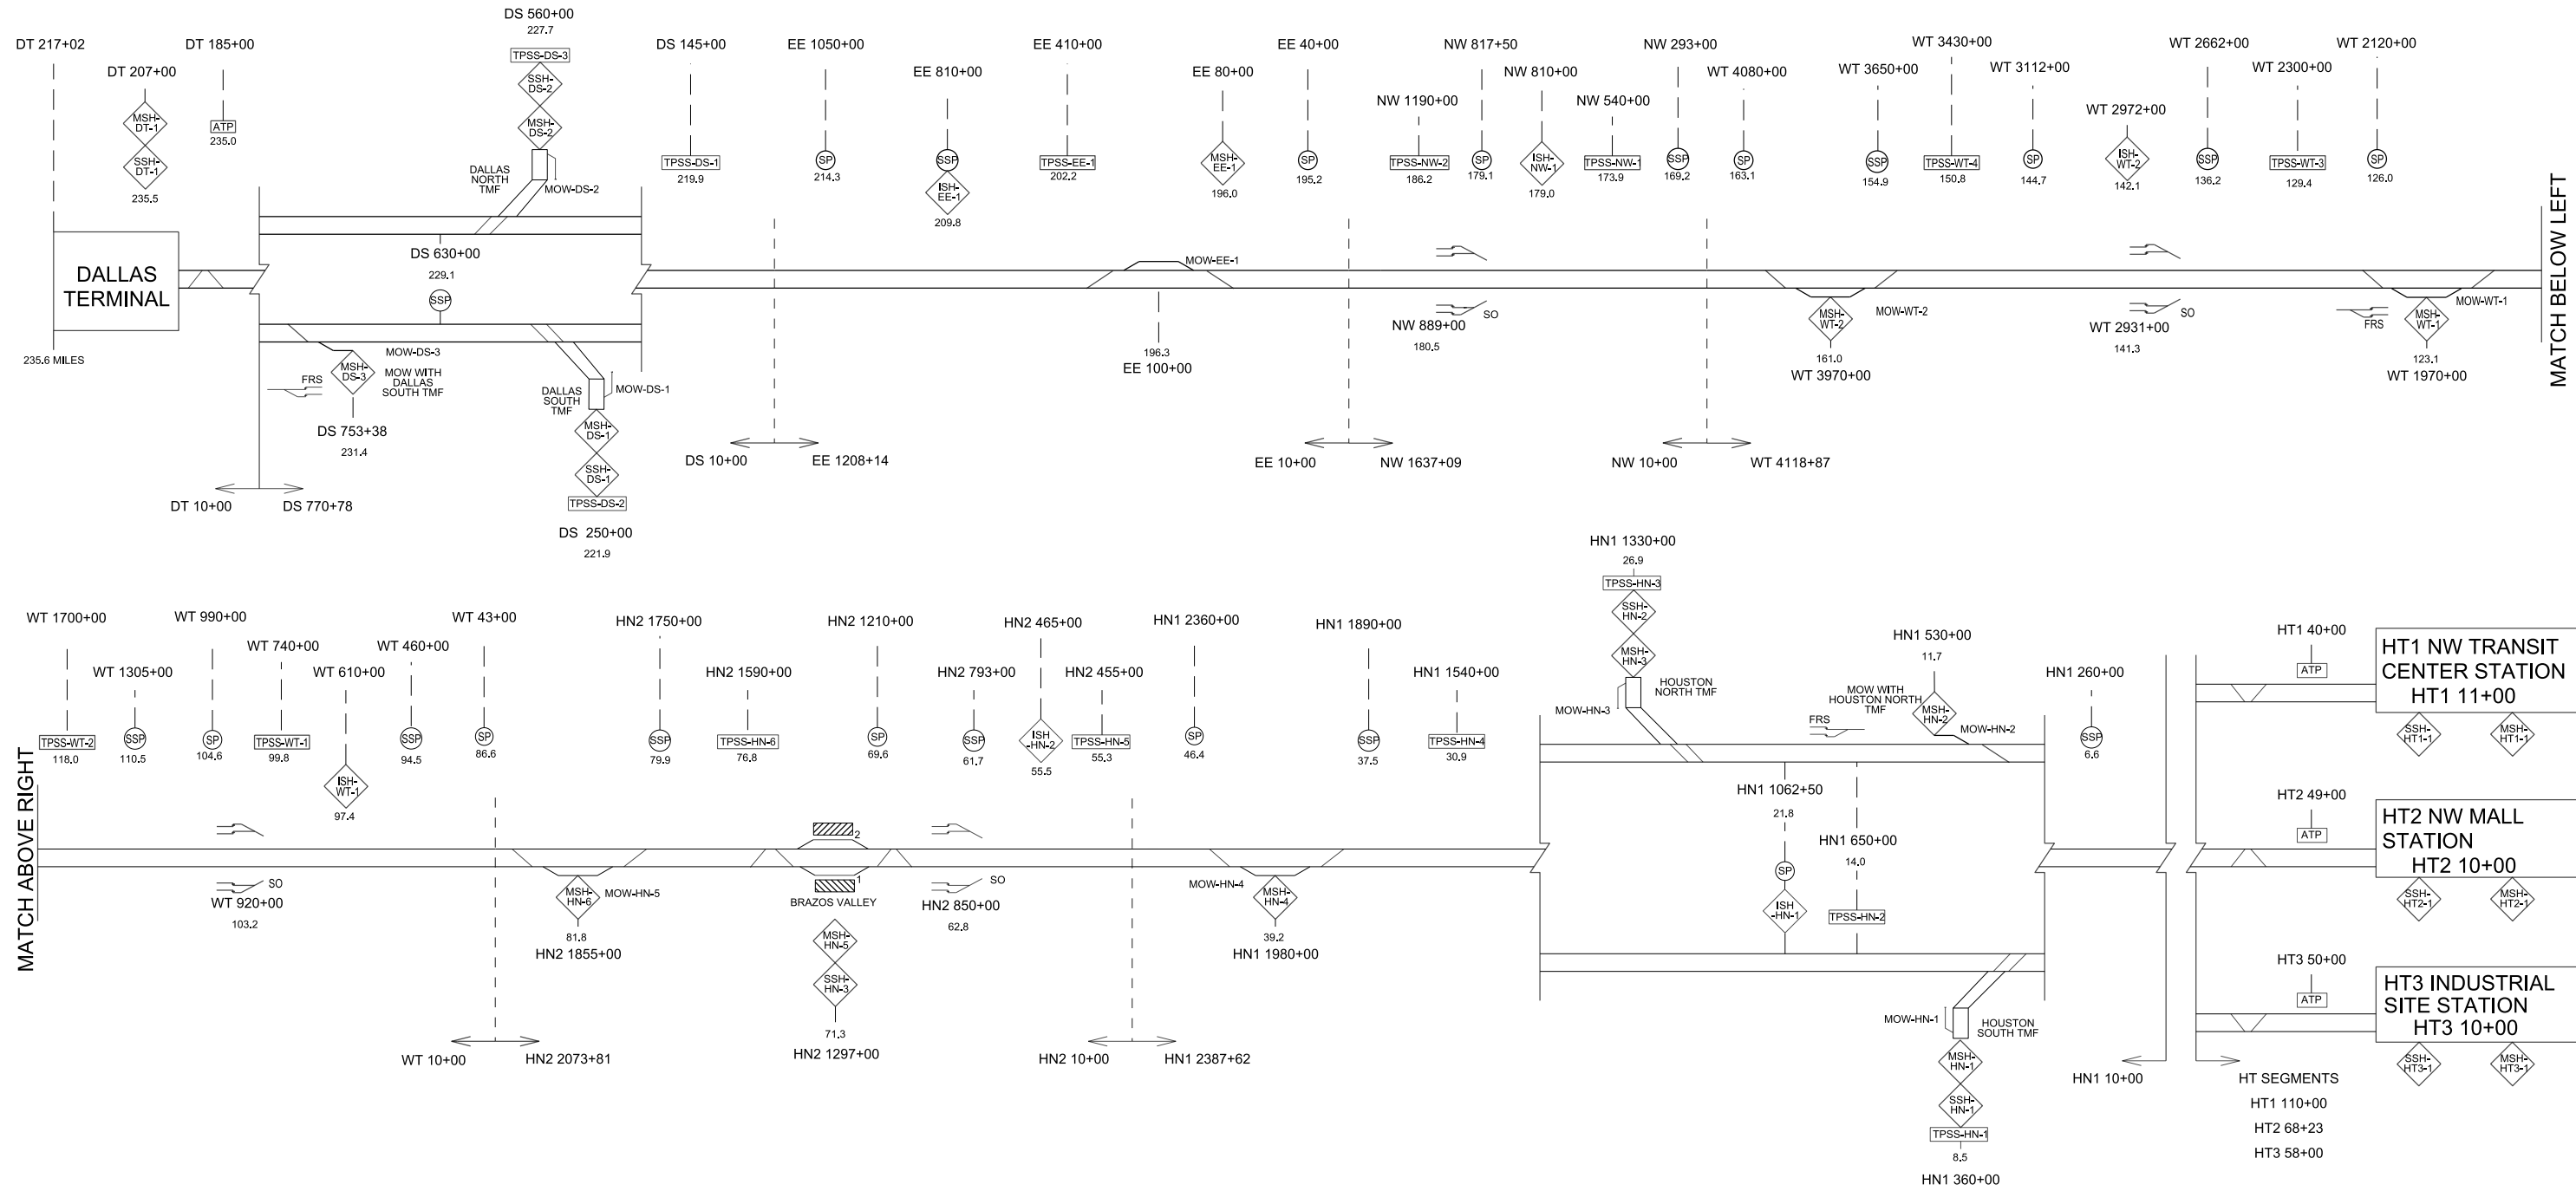 DT 217+02
DT 207+00
MSH-
DT-1
SSH-
DT-1
235.5
DT 185+00
ATP
235.0
DS 560+00
227.7
TPSS-DS-3
SSH-
DS-2
MSH-
DS-2
DALLAS
NORTH
TMF
MOW-DS-2
DS 145+00
TPSS-DS-1
219.9
EE 1050+00
SP
214.3
EE 810+00
SSP
ISH-
EE-1
209.8
EE 410+00
TPSS-EE-1
202.2
EE 80+00
MSH-
EE-1
196.0
EE 40+00
SP
195.2
NW 1190+00
TPSS-NW-2
186.2
NW 817+50
SP
179.1
NW 810+00
ISH-
NW-1
179.0
NW 540+00
TPSS-NW-1
173.9
NW 293+00
SSP
169.2
WT 4080+00
SP
163.1
WT 3650+00
SSP
154.9
WT 3430+00
TPSS-WT-4
150.8
WT 3112+00
SP
144.7
WT 2972+00
ISH-
WT-2
142.1
WT 2662+00
SSP
136.2
WT 2300+00
TPSS-WT-3
129.4
WT 2120+00
SP
126.0
MATCH BELOW LEFT
DALLAS
TERMINAL
235.6 MILES
DS 630+00
229.1
SSP
MOW-DS-3
MSH-
DS-3
MOW WITH
DALLAS
SOUTH TMF
FRS
DS 753+38
231.4
DALLAS
SOUTH
TMF
MOW-DS-1
MSH-
DS-1
SSH-
DS-1
TPSS-DS-2
DS 250+00
221.9
DT 10+00
DS 770+78
DS 10+00
EE 1208+14
MOW-EE-1
196.3
EE 100+00
EE 10+00
NW 1637+09
SO
NW 889+00
180.5
NW 10+00
WT 4118+87
MSH-
WT-2
MOW-WT-2
161.0
WT 3970+00
SO
WT 2931+00
141.3
FRS
MSH-
WT-1
MOW-WT-1
123.1
WT 1970+00
MATCH ABOVE RIGHT
WT 1700+00
TPSS-WT-2
118.0
WT 1305+00
SSP
110.5
WT 990+00
SP
104.6
WT 740+00
TPSS-WT-1
99.8
WT 610+00
ISH-
WT-1
97.4
WT 460+00
SSP
94.5
WT 43+00
SP
86.6
HN2 1750+00
SSP
79.9
HN2 1590+00
TPSS-HN-6
76.8
HN2 1210+00
SP
69.6
HN2 793+00
SSP
61.7
HN2 465+00
ISH
-HN-2
55.5
HN2 455+00
TPSS-HN-5
55.3
HN1 2360+00
SP
46.4
HN1 1890+00
SSP
37.5
HN1 1540+00
TPSS-HN-4
30.9
SO
WT 920+00
103.2
WT 10+00
HN2 2073+81
MSH-
HN-6
MOW-HN-5
81.8
HN2 1855+00
2
1
BRAZOS VALLEY
MSH-
HN-5
SSH-
HN-3
71.3
HN2 1297+00
SO
HN2 850+00
62.8
HN2 10+00
HN1 2387+62
MOW-HN-4
MSH-
HN-4
39.2
HN1 1980+00
HN1 1330+00
26.9
TPSS-HN-3
SSH-
HN-2
MSH-
HN-3
MOW-HN-3
HOUSTON
NORTH TMF
HN1 530+00
11.7
MOW WITH
HOUSTON NORTH
TMF
MSH-
HN-2
MOW-HN-2
FRS
HN1 1062+50
21.8
SP
ISH
-HN-1
HN1 650+00
14.0
TPSS-HN-2
MOW-HN-1
HOUSTON
SOUTH TMF
MSH-
HN-1
SSH-
HN-1
TPSS-HN-1
8.5
HN1 360+00
HN1 260+00
SSP
6.6
HN1 10+00
HT SEGMENTS
HT1 110+00
HT2 68+23
HT3 58+00
HT1 40+00
ATP
HT1 NW TRANSIT
CENTER STATION
HT1 11+00
SSH-
HT1-1
MSH-
HT1-1
HT2 49+00
ATP
HT2 NW MALL
STATION
HT2 10+00
SSH-
HT2-1
MSH-
HT2-1
HT3 50+00
ATP
HT3 INDUSTRIAL
SITE STATION
HT3 10+00
SSH-
HT3-1
MSH-
HT3-1